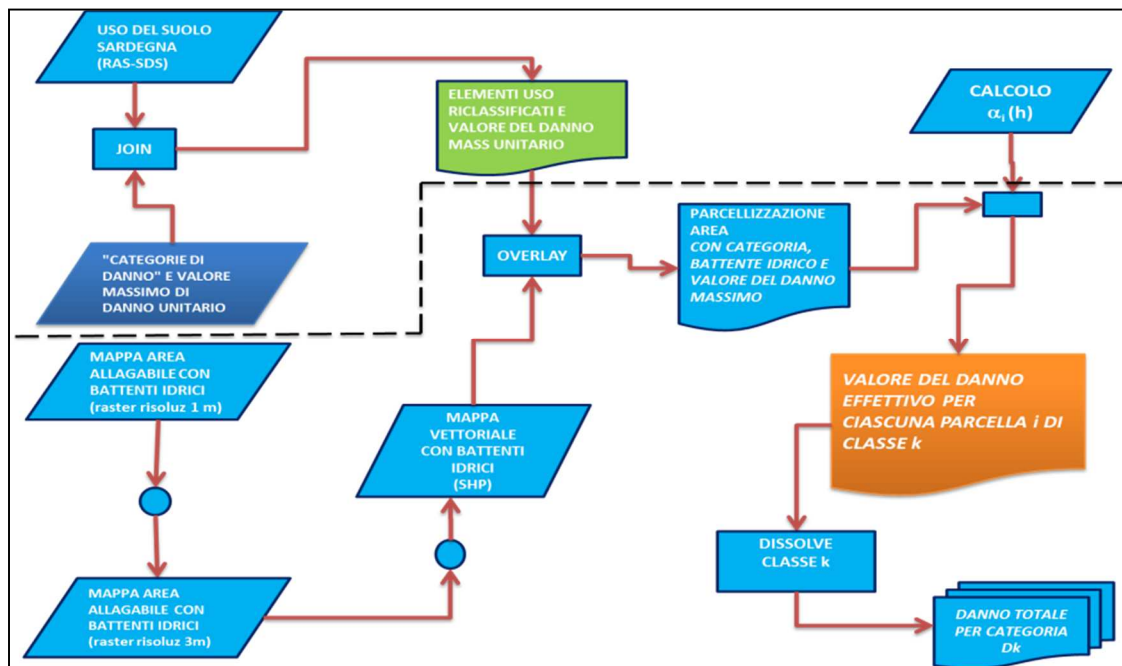 USO DEL SUOLO
SARDEGNA
(RAS-SDS)
JOIN
"CATEGORIE DI
DANNO" E VALORE
MASSIMO DI
DANNO UNITARIO
ELEMENTI USO
RICLASSIFICATI E
VALORE DEL DANNO
MASS UNITARIO
CALCOLO
αi (h)
OVERLAY
PARCELLIZZAZIONE
AREA
CON CATEGORIA,
BATTENTE IDRICO E
VALORE DEL DANNO
MASSIMO
MAPPA AREA
ALLAGABILE CON
BATTENTI IDRICI
(raster risoluz 1 m)
MAPPA AREA
ALLAGABILE CON
BATTENTI IDRICI
(raster risoluz 3m)
MAPPA
VETTORIALE
CON BATTENTI
IDRICI
(SHP)
VALORE DEL DANNO
EFFETTIVO PER
CIASCUNA PARCELLA i DI
CLASSE k
DISSOLVE
CLASSE k
DANNO TOTALE
PER CATEGORIA
Dk